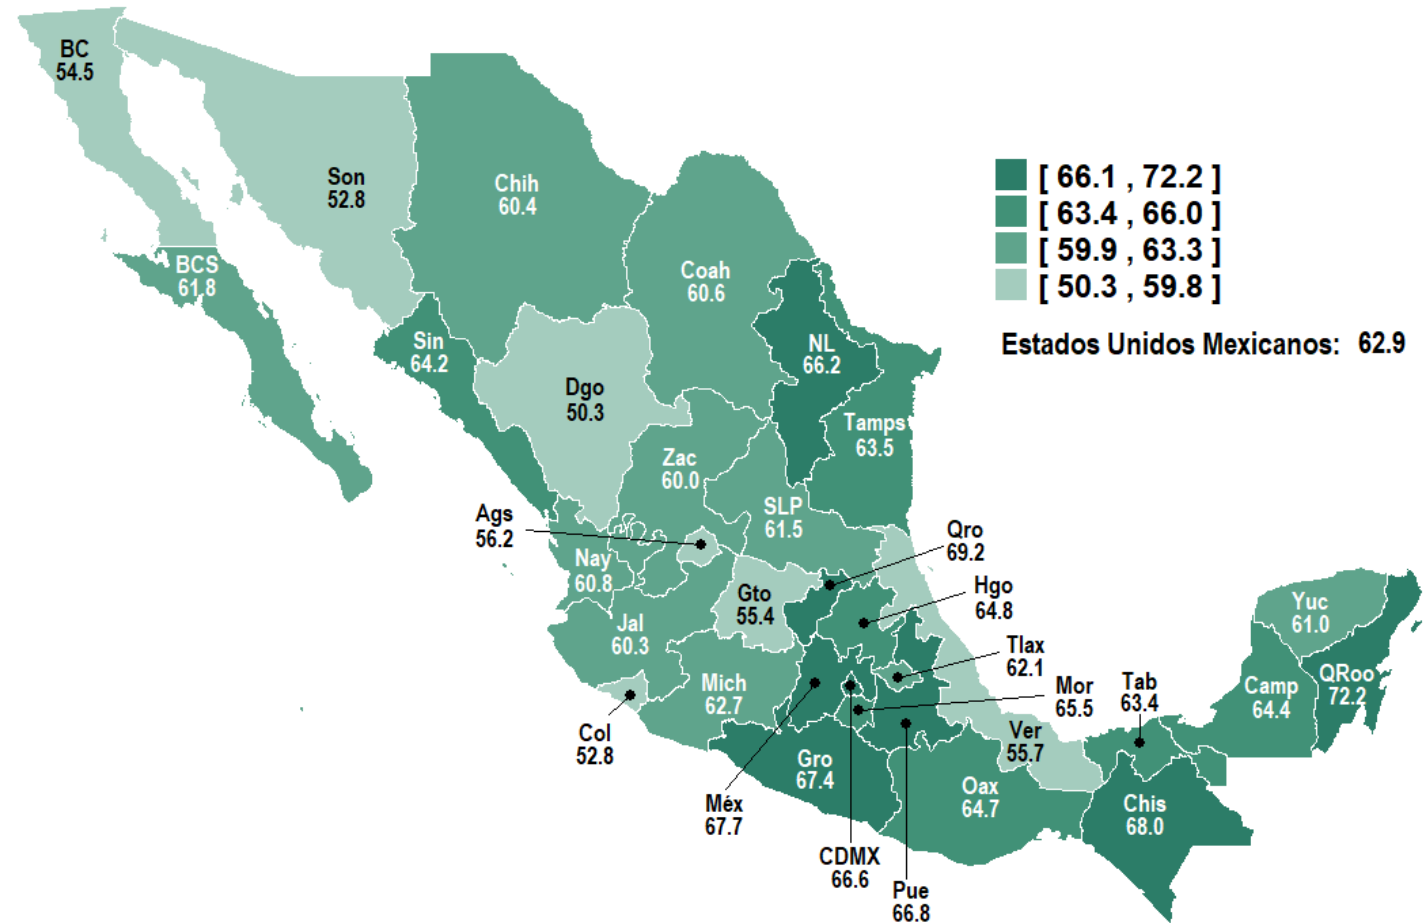 BC
54.5
Son
52.8
Chih
60.4
[ 66.1 , 72.2 ]
[ 63.4 , 66.0 ]
[ 59.9 , 63.3 ]
[ 50.3 , 59.8 ]
Estados Unidos Mexicanos: 62.9
BCS
61.8
Coah
60.6
Sin
64.2
NL
66.2
Dgo
50.3
Tamps
63.5
Zac
60.0
SLP
61.5
Ags
56.2
Qro
69.2
Nay
60.8
Gto
55.4
Hgo
64.8
Yuc
61.0
Jal
60.3
Tlax
62.1
Mich
62.7
Mor
65.5
Tab
63.4
Camp
64.4
QRoo
72.2
Col
52.8
Ver
55.7
Gro
67.4
Oax
64.7
Chis
68.0
Méx
67.7
CDMX
66.6
Pue
66.8